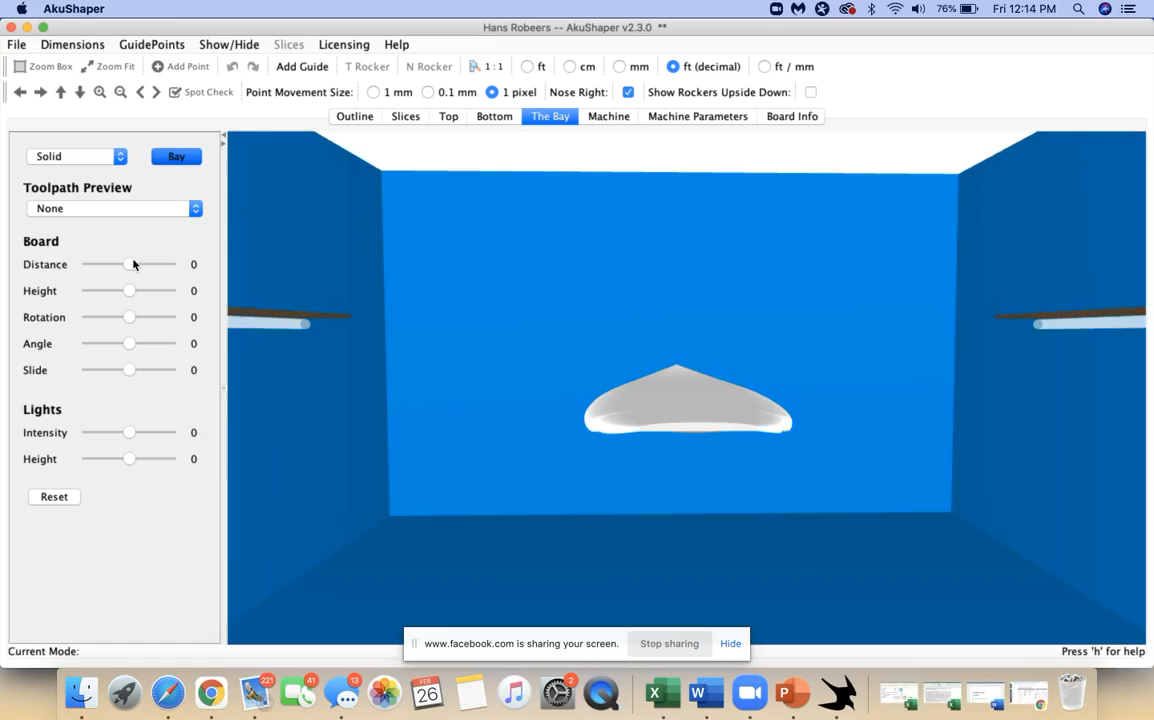 AkuShaper 76% Fri 12:14 PM
Hans Robeers -- AkuShaper v2.3.0 **
File Dimensions GuidePoints Show/Hide Slices Licensing Help
Zoom Box Zoom Fit Add Point Add Guide T Rocker N Rocker 1 : 1 ft cm mm ft (decimal) ft / mm
Spot Check Point Movement Size: 1 mm 0.1 mm 1 pixel Nose Right: Show Rockers Upside Down:
Outline Slices Top Bottom The Bay Machine Machine Parameters Board Info
Solid Bay
Toolpath Preview
None
Board
Distance 0
Height 0
Rotation 0
Angle 0
Slide 0
Lights
Intensity 0
Height 0
Reset
www.facebook.com is sharing your screen. Stop sharing Hide
Current Mode: Press 'h' for help
221 41 13 FEB 26 2